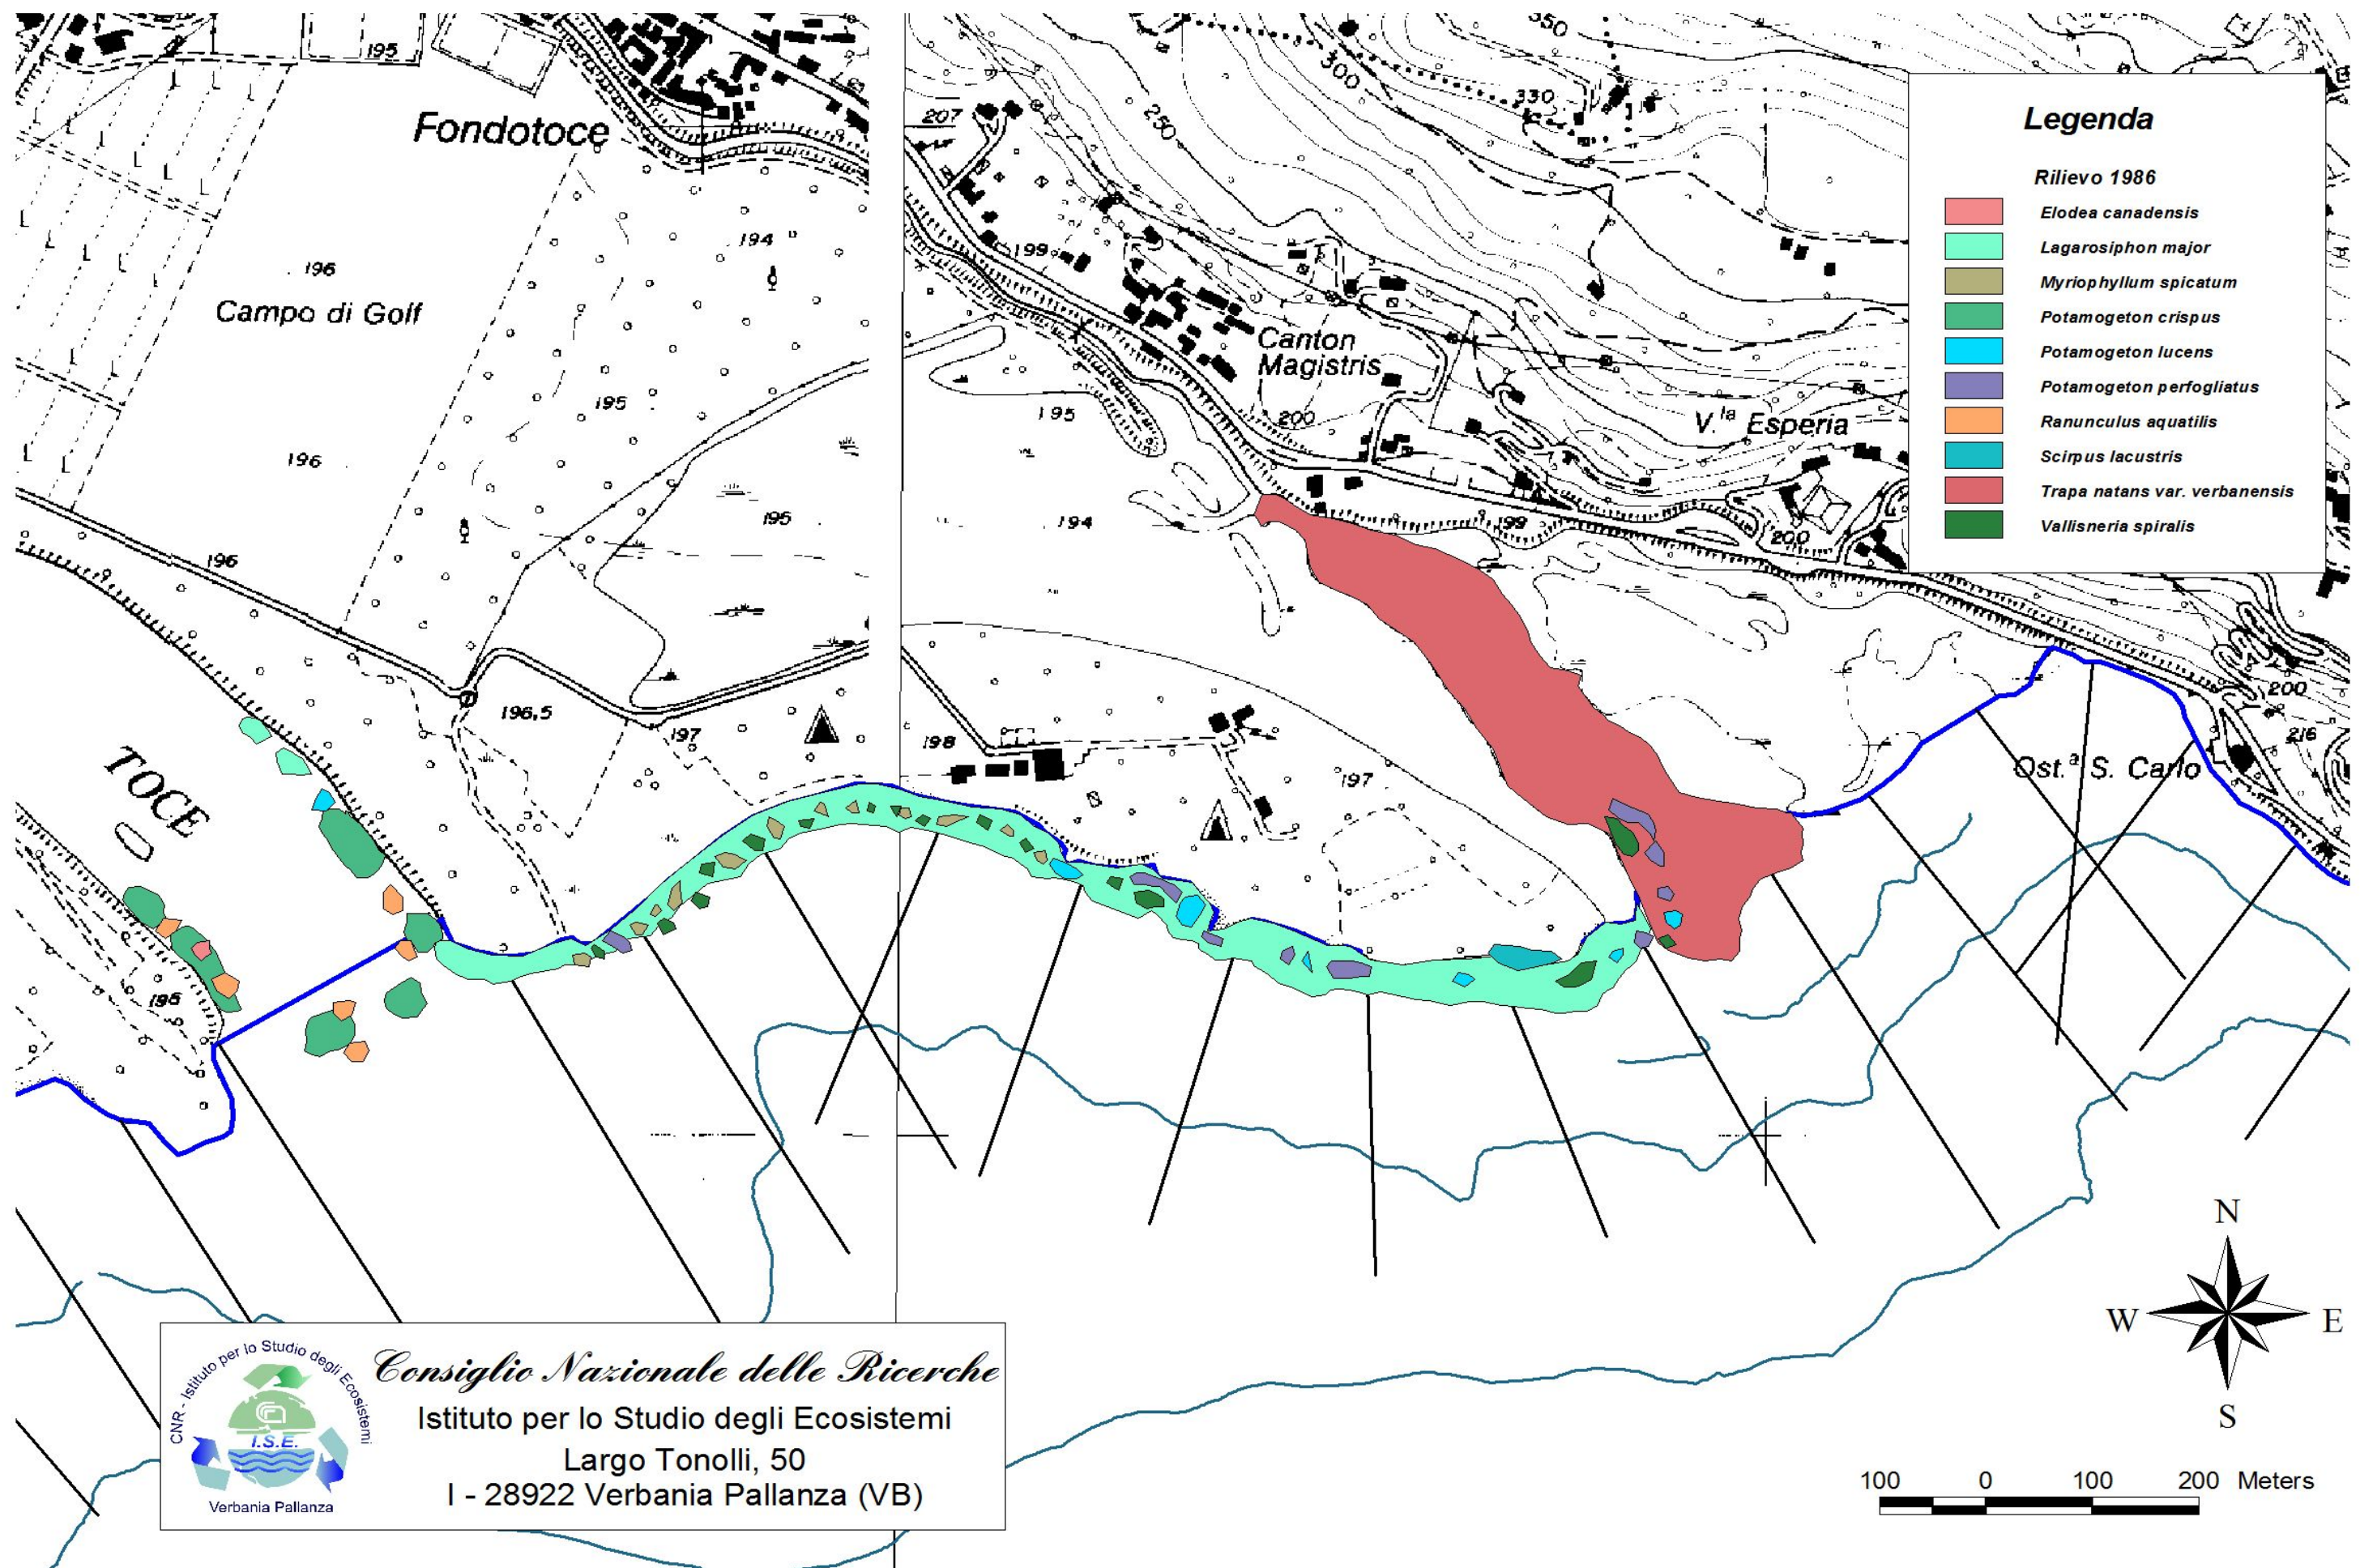 195
350
300
330
Fondotoce
207
250
Legenda
Rilievo 1986
Elodea canadensis
Lagarosiphon major
Myriophyllum spicatum
Potamogeton crispus
Potamogeton lucens
Potamogeton perfogliatus
Ranunculus aquatilis
Scirpus lacustris
Trapa natans var. verbanensis
Vallisneria spiralis
194
199
196
Campo di Golf
Canton
Magistris
195
195
200
V.la Esperia
196
195
194
199
200
196
196,5
197
198
197
200
216
TOCE
Ost.a S. Carlo
195
N
W
E
S
CNR - Istituto per lo Studio degli Ecosistemi
I.S.E.
Verbania Pallanza
Consiglio Nazionale delle Ricerche
Istituto per lo Studio degli Ecosistemi
Largo Tonolli, 50
I - 28922 Verbania Pallanza (VB)
100 0 100 200 Meters